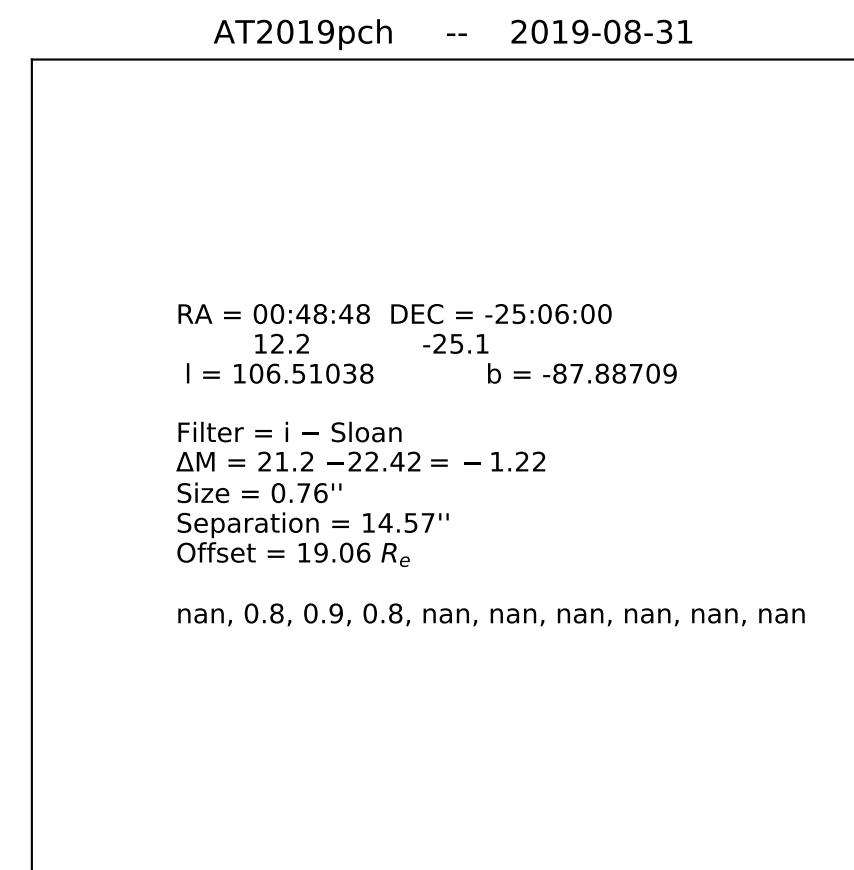 AT2019pch -- 2019-08-31
RA = 00:48:48 DEC = -25:06:00
12.2 -25.1
l = 106.51038 b = -87.88709
Filter = i − Sloan
ΔM = 21.2 −22.42 = − 1.22
Size = 0.76''
Separation = 14.57''
Offset = 19.06 Rₑ
nan, 0.8, 0.9, 0.8, nan, nan, nan, nan, nan, nan